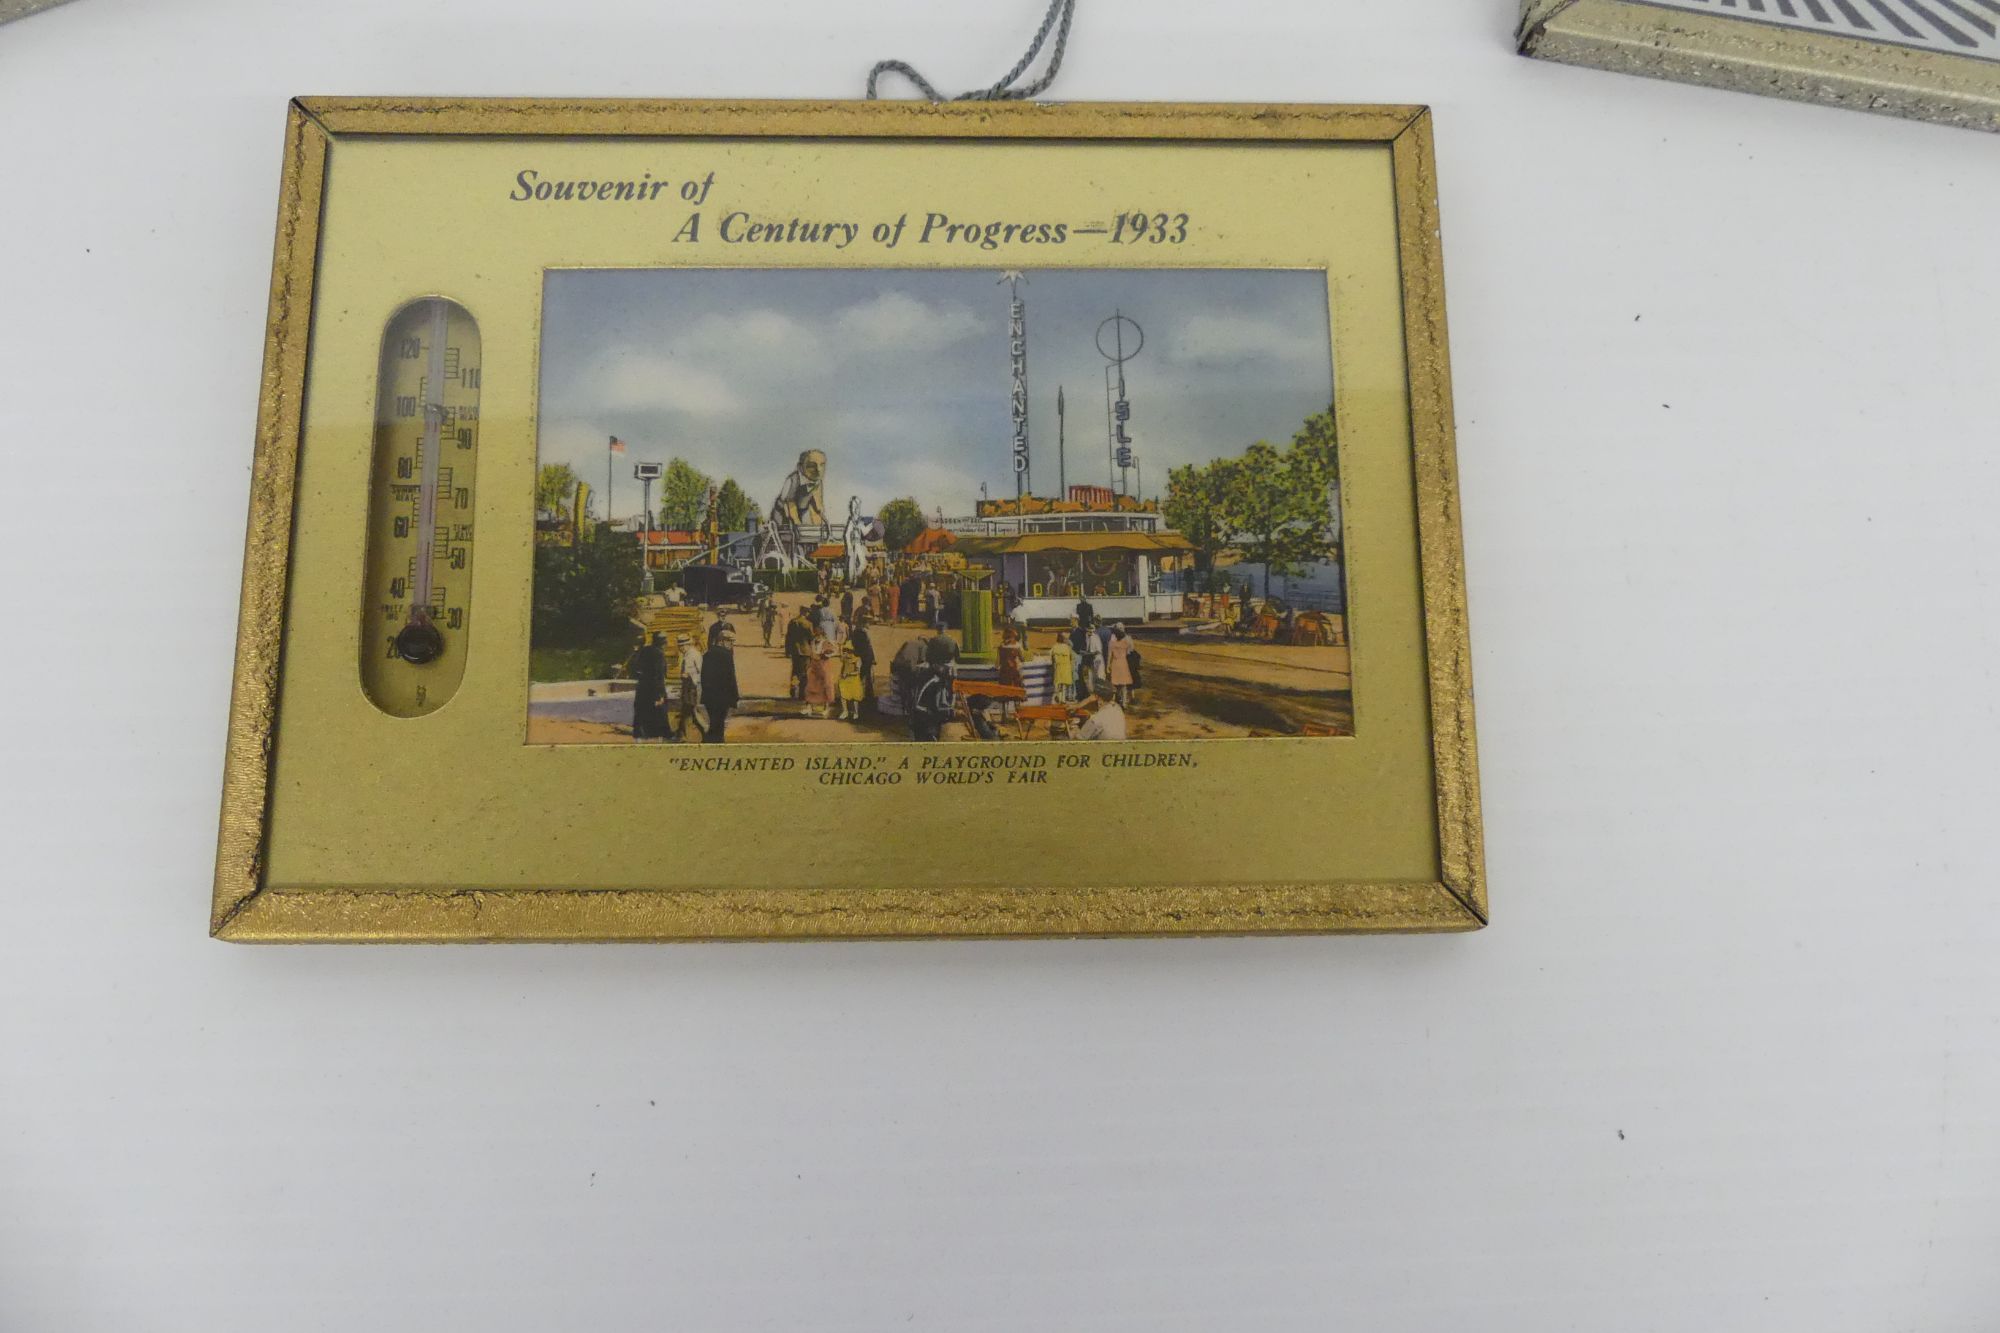 Souvenir of
A Century of Progress—1933
ENCHANTED
ISLE
120
110
100
90
80
70
60
50
40
30
"ENCHANTED ISLAND," A PLAYGROUND FOR CHILDREN,
CHICAGO WORLD'S FAIR